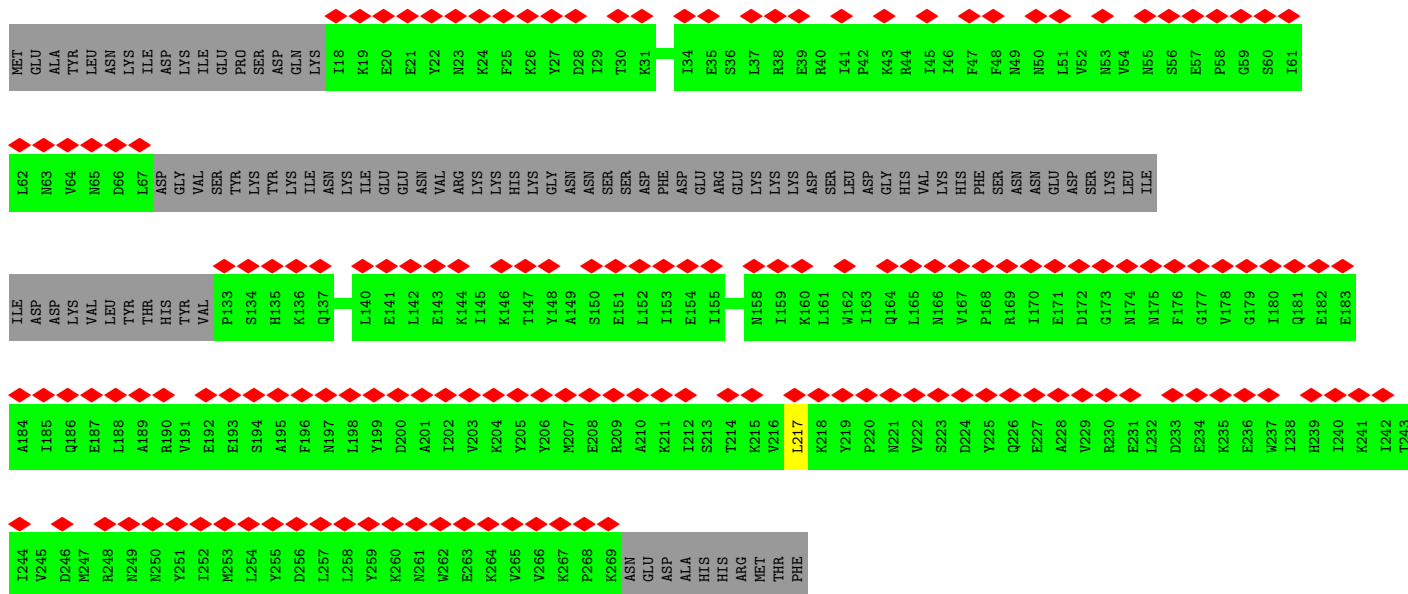 MET GLU ALA TYR LEU ASN LYS ILE ASP LYS ILE GLU PRO SER ASP GLN LYS I18 K19 E20 E21 Y22 N23 K24 F25 K26 Y27 D28 I29 T30 K31 I34 E35 S36 L37 R38 E39 R40 I41 P42 K43 R44 I45 I46 F47 F48 N49 N50 L51 V52 N53 V54 N55 S56 E57 P58 G59 S60 I61
L62 N63 V64 N65 D66 L67 ASP GLY VAL SER TYR LYS TYR LYS ILE ASN LYS ILE GLU GLU ASN VAL ARG LYS LYS HIS LYS GLY ASN ASN SER SER ASP PHE ASP GLU ARG GLU LYS LYS LYS ASP SER LEU ASP GLY HIS VAL LYS HIS PHE SER ASN ASN GLU ASP SER LYS LEU ILE
ILE ASP ASP LYS VAL LEU TYR THR HIS TYR VAL P133 S134 H135 K136 Q137 L140 E141 L142 E143 K144 I145 K146 T147 Y148 A149 S150 E151 L152 I153 E154 I155 N158 I159 K160 L161 W162 I163 Q164 L165 N166 V167 P168 R169 I170 E171 D172 G173 N174 N175 F176 G177 V178 G179 I180 Q181 E182 E183
A184 I185 Q186 E187 L188 A189 R190 V191 E192 E193 S194 A195 F196 N197 L198 Y199 D200 A201 I202 V203 K204 Y205 Y206 M207 E208 R209 A210 K211 I212 S213 T214 K215 V216 L217 K218 Y219 P220 N221 V222 S223 D224 Y225 Q226 E227 A228 V229 R230 E231 L232 D233 E234 K235 E236 W237 I238 H239 I240 K241 I242 T243
I244 V245 D246 M247 R248 N249 N250 Y251 I252 M253 L254 Y255 D256 L257 L258 Y259 K260 N261 W262 E263 K264 V265 V266 K267 P268 K269 ASN GLU ASP ALA HIS HIS ARG MET THR PHE